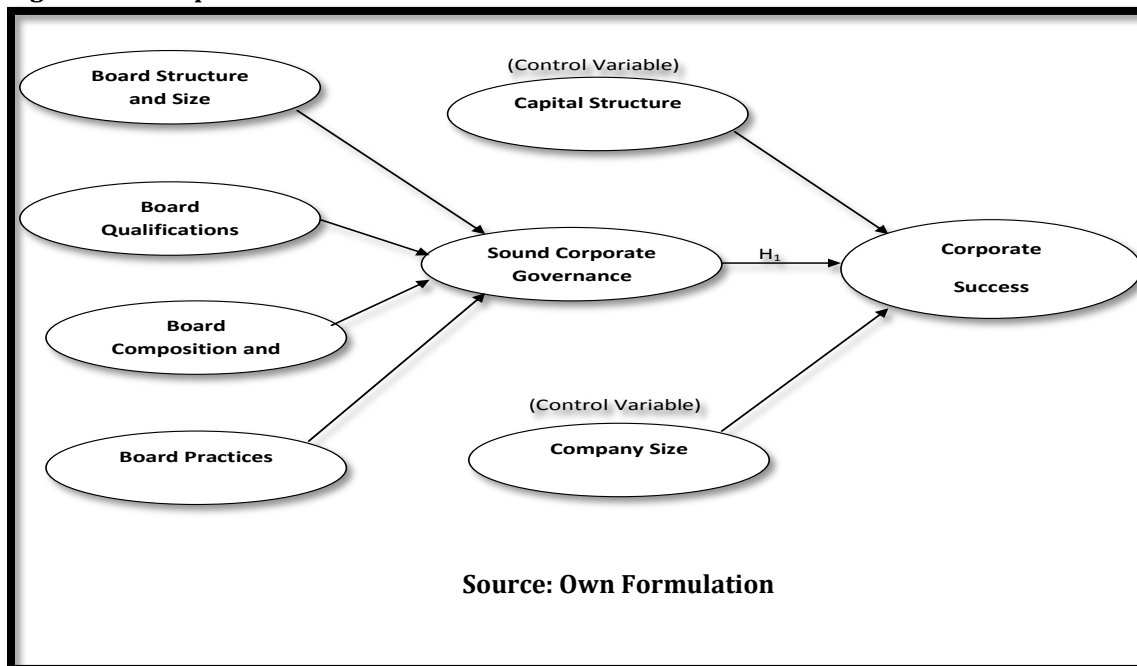 Board Structure
and Size
(Control Variable)
Capital Structure
Board
Qualifications
Sound Corporate
Governance
H₁
Corporate
Success
Board
Composition and
(Control Variable)
Company Size
Board Practices
Source: Own Formulation